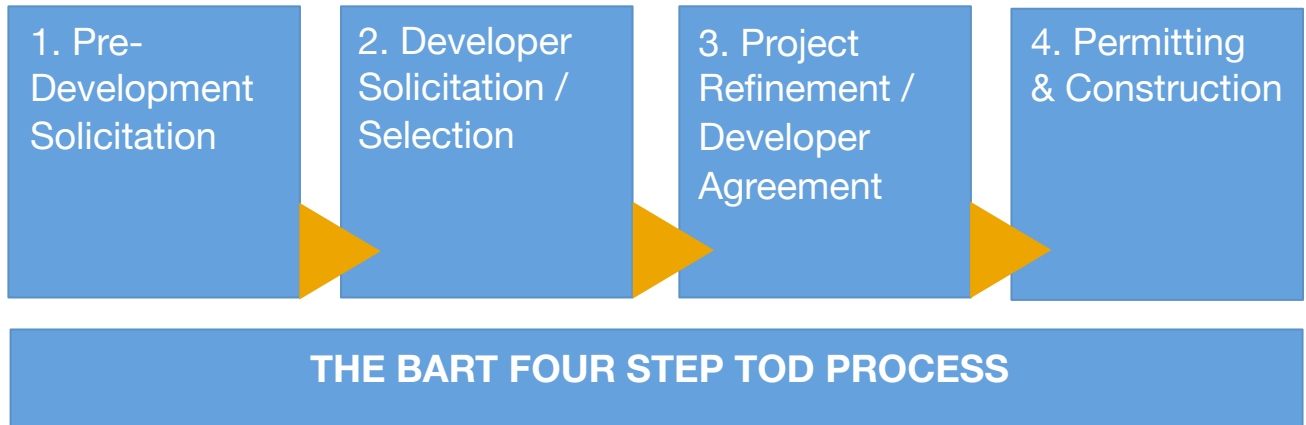 1. Pre-
Development
Solicitation
2. Developer
Solicitation /
Selection
3. Project
Refinement /
Developer
Agreement
4. Permitting
& Construction
THE BART FOUR STEP TOD PROCESS